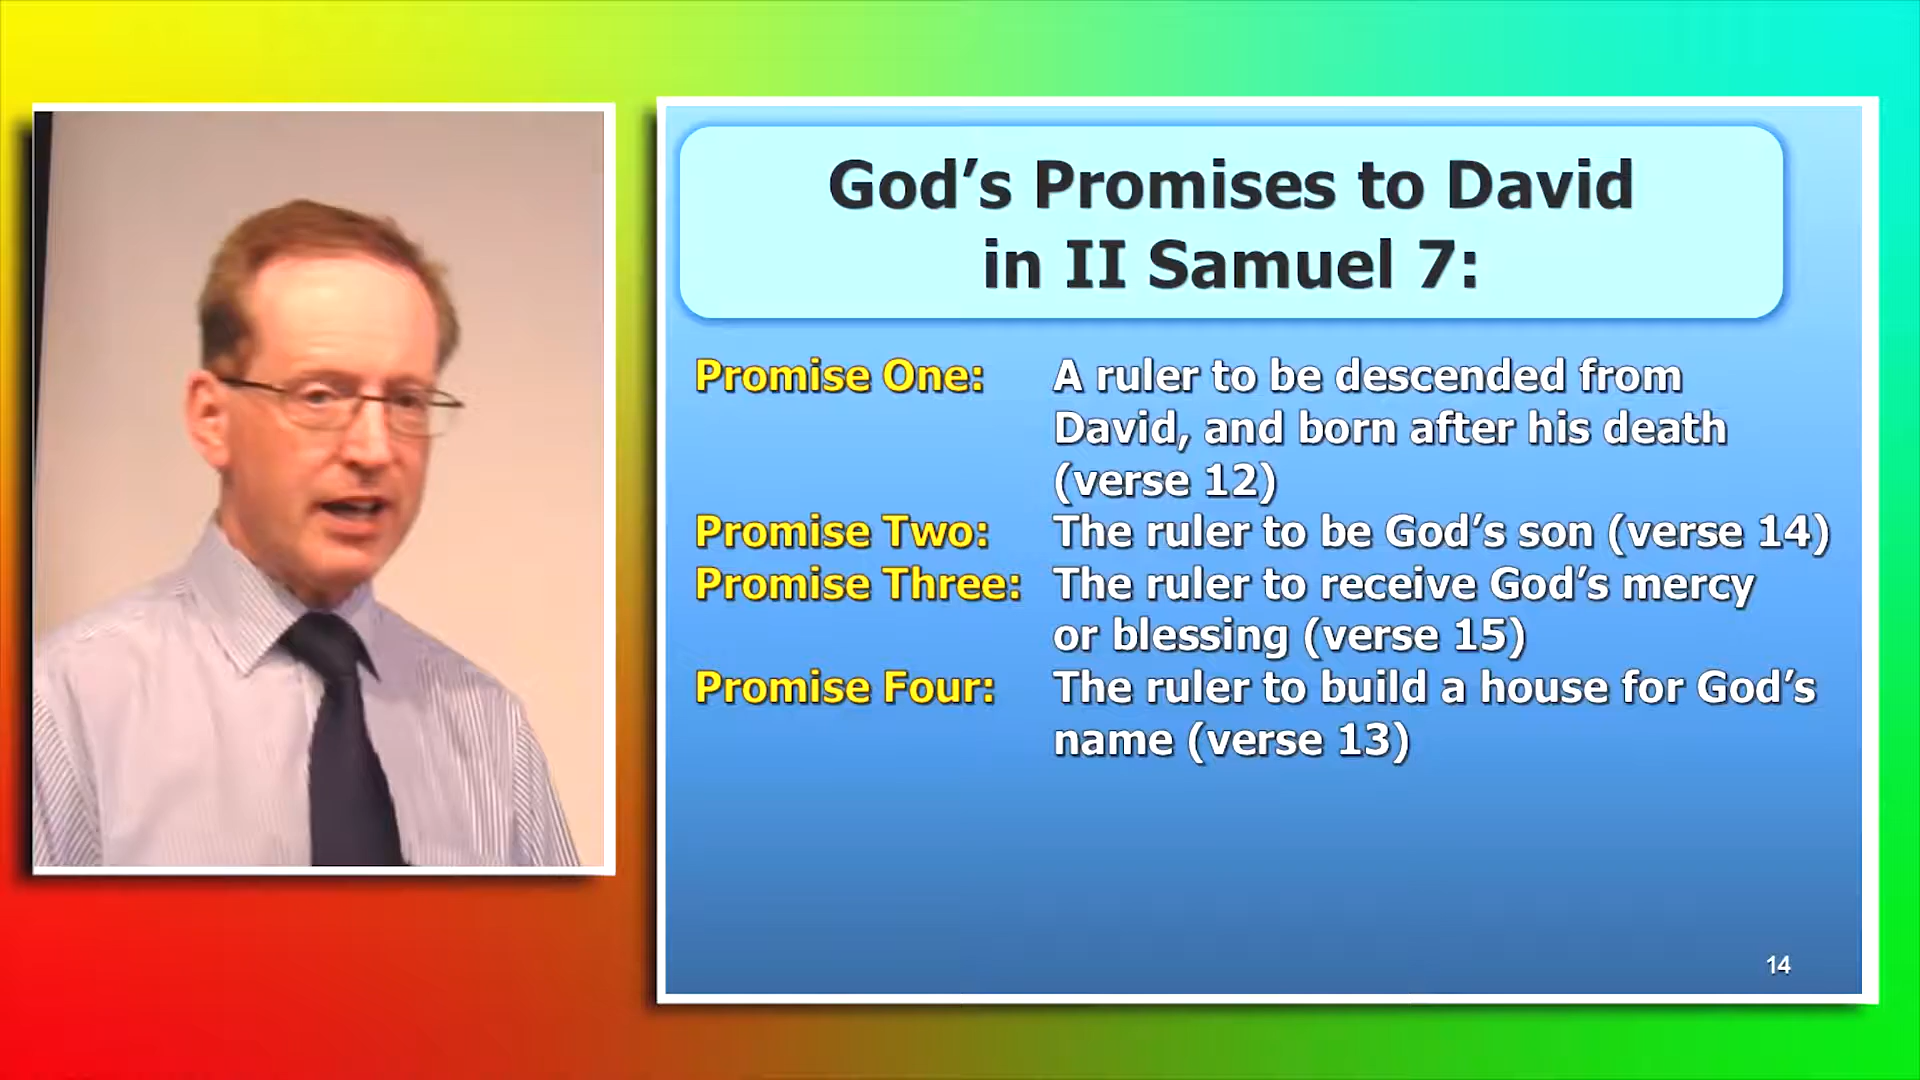 God’s Promises to David
in II Samuel 7:
Promise One: A ruler to be descended from
David, and born after his death
(verse 12)
Promise Two: The ruler to be God’s son (verse 14)
Promise Three: The ruler to receive God’s mercy
or blessing (verse 15)
Promise Four: The ruler to build a house for God’s
name (verse 13)
14